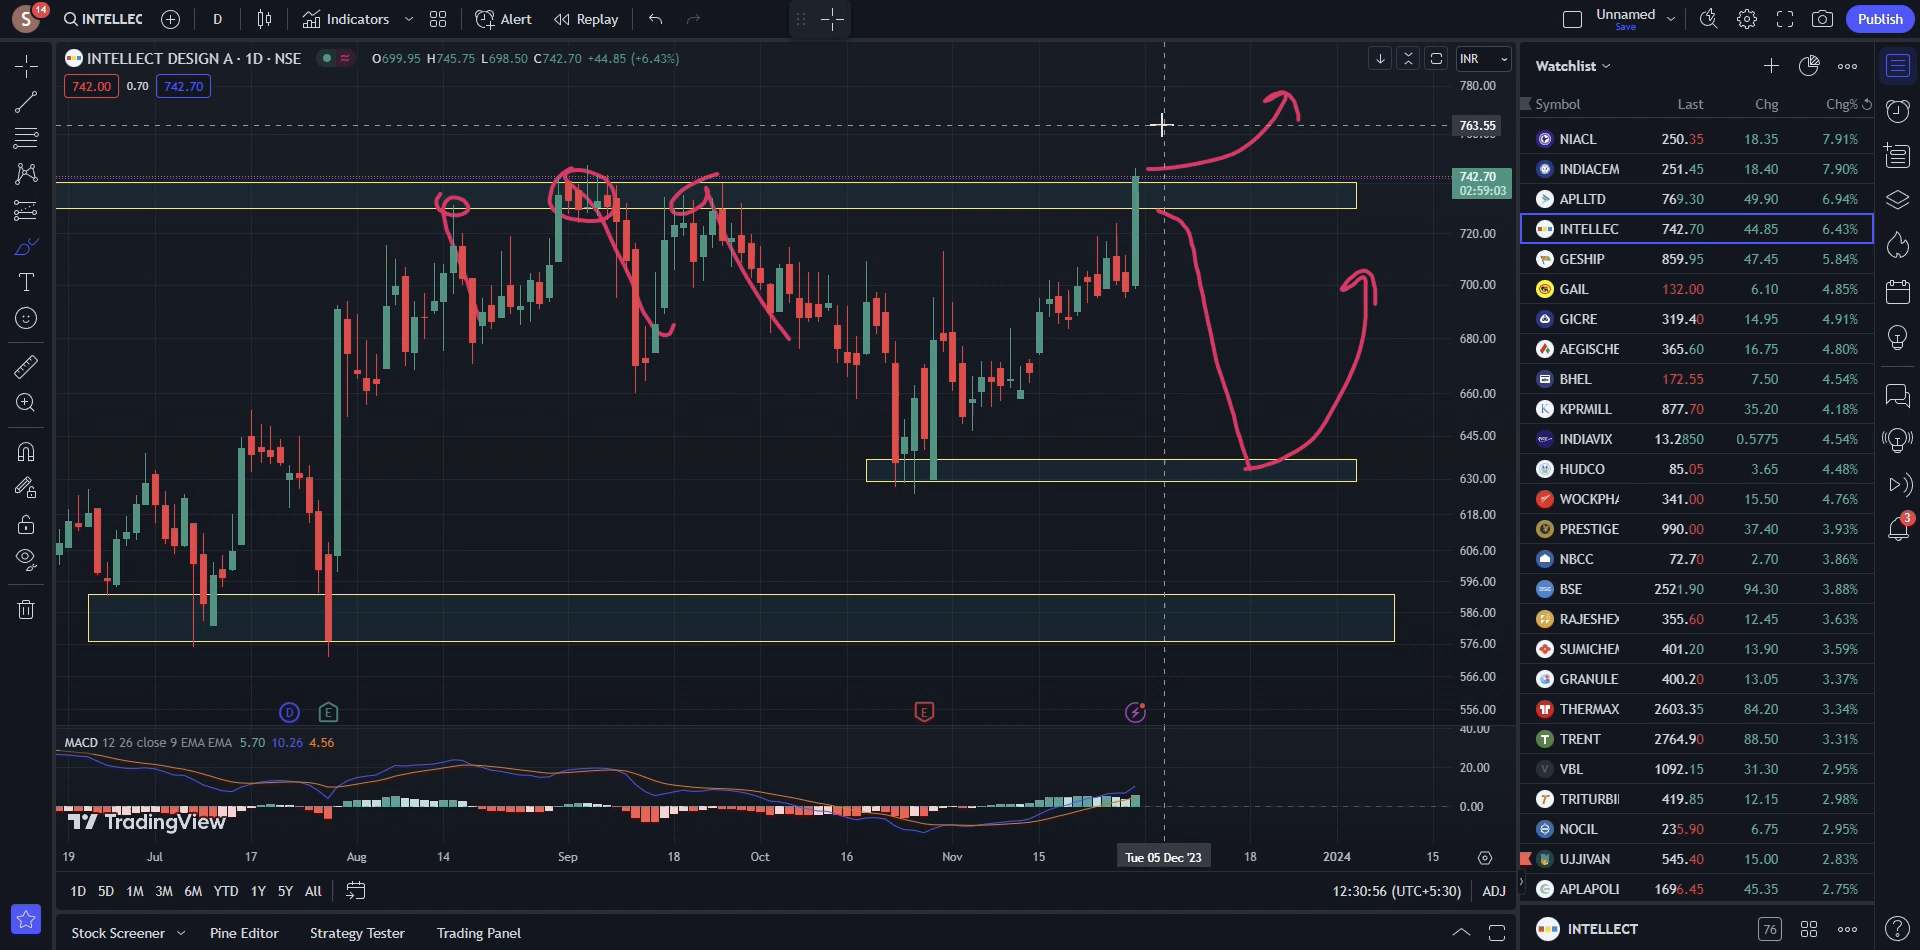 S 14 INTELLEC D Indicators Alert Replay Unnamed Save Publish
INTELLECT DESIGN A · 1D · NSE O699.95 H745.75 L698.50 C742.70 +44.85 (+6.43%) INR
742.00 0.70 742.70
780.00
763.55
742.70
02:59:03
720.00
700.00
680.00
660.00
645.00
630.00
618.00
606.00
596.00
586.00
576.00
566.00
556.00
D E E
MACD 12 26 close 9 EMA EMA 5.70 10.26 4.56
40.00
20.00
0.00
TradingView
19 Jul 17 Aug 14 Sep 18 Oct 16 Nov 15 Tue 05 Dec '23 18 2024 15
1D 5D 1M 3M 6M YTD 1Y 5Y All 12:30:56 (UTC+5:30) ADJ
Stock Screener Pine Editor Strategy Tester Trading Panel
Watchlist
Symbol Last Chg Chg%
NIACL 250.35 18.35 7.91%
INDIACEM 251.45 18.40 7.90%
APLLTD 769.30 49.90 6.94%
INTELLEC 742.70 44.85 6.43%
GESHIP 859.95 47.45 5.84%
GAIL 132.00 6.10 4.85%
GICRE 319.40 14.95 4.91%
AEGISCHE 365.60 16.75 4.80%
BHEL 172.55 7.50 4.54%
KPRMILL 877.70 35.20 4.18%
INDIAVIX 13.2850 0.5775 4.54%
HUDCO 85.05 3.65 4.48%
WOCKPHA 341.00 15.50 4.76%
PRESTIGE 990.00 37.40 3.93%
NBCC 72.70 2.70 3.86%
BSE 2521.90 94.30 3.88%
RAJESHEX 355.60 12.45 3.63%
SUMICHEM 401.20 13.90 3.59%
GRANULE 400.20 13.05 3.37%
THERMAX 2603.35 84.20 3.34%
TRENT 2764.90 88.50 3.31%
VBL 1092.15 31.30 2.95%
TRITURBI 419.85 12.15 2.98%
NOCIL 235.90 6.75 2.95%
UJJIVAN 545.40 15.00 2.83%
APLAPOLL 1696.45 45.35 2.75%
INTELLECT 76
3